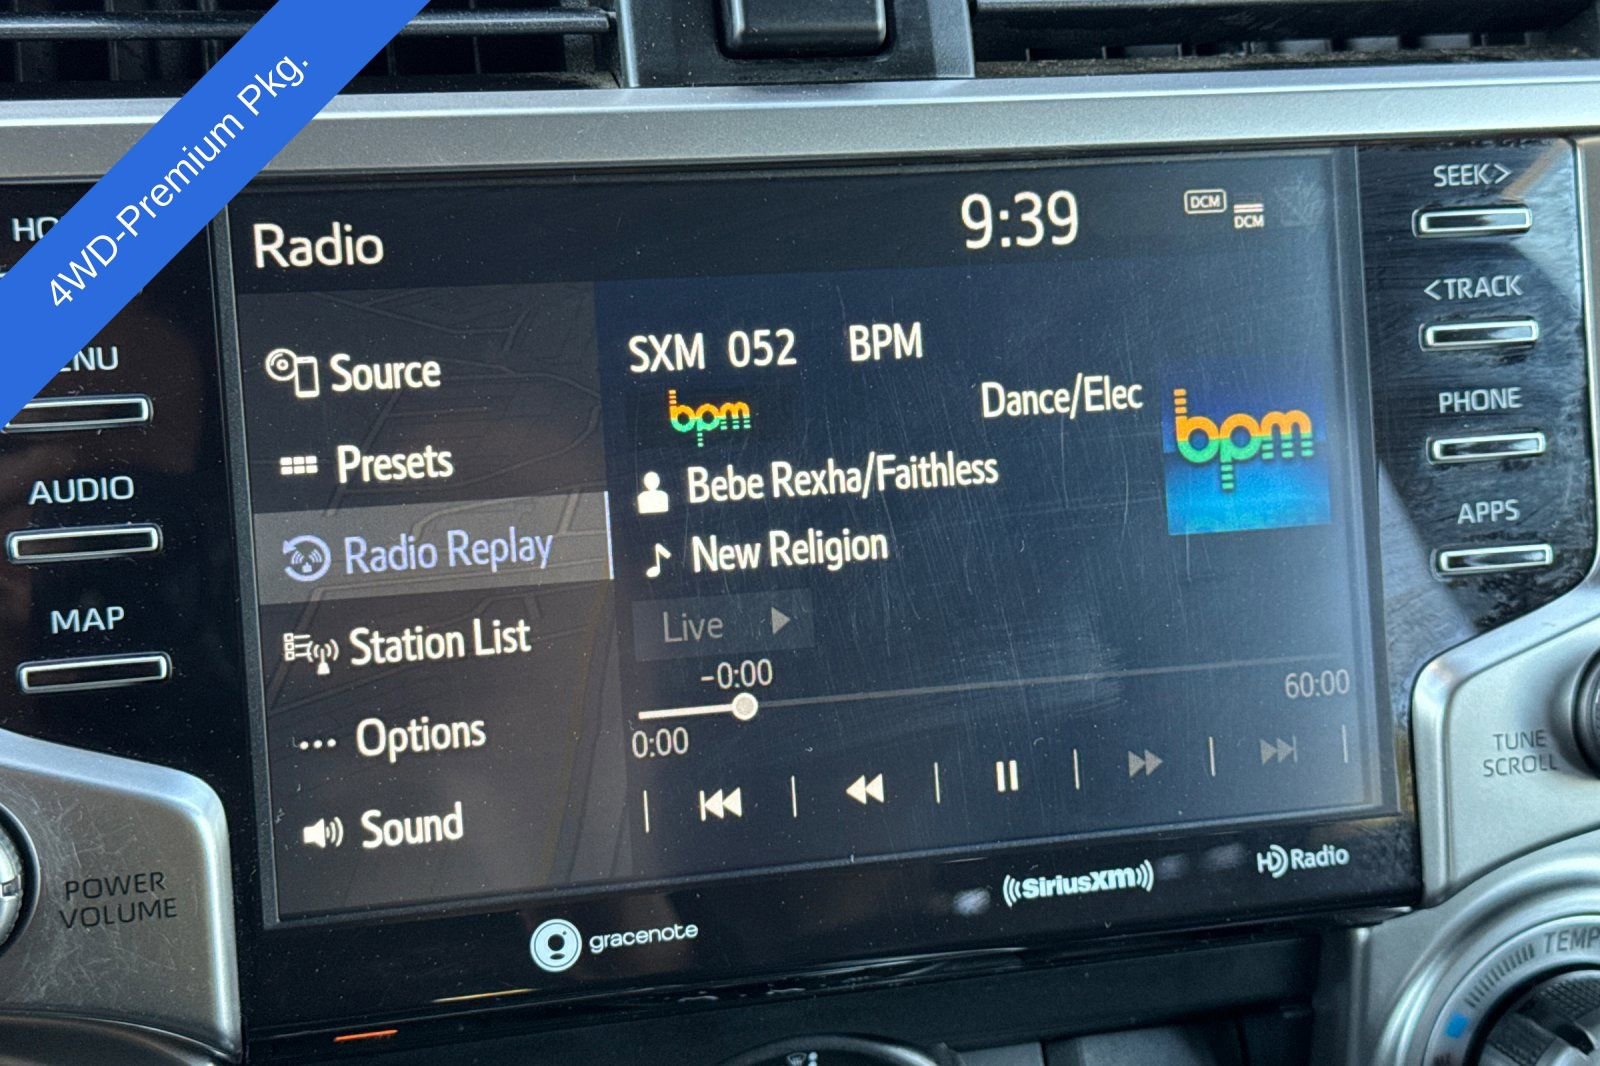 4WD-Premium Pkg.
SEEK>
Radio
9:39
DCM
DCM
<TRACK
ENU
Source
SXM 052 BPM
bpm
Dance/Elec
bpm
PHONE
AUDIO
Presets
Bebe Rexha/Faithless
APPS
Radio Replay
New Religion
MAP
Station List
Live
-0:00
60:00
0:00
Options
TUNE
SCROLL
Sound
POWER
VOLUME
gracenote
SiriusXM
HD Radio
TEMP